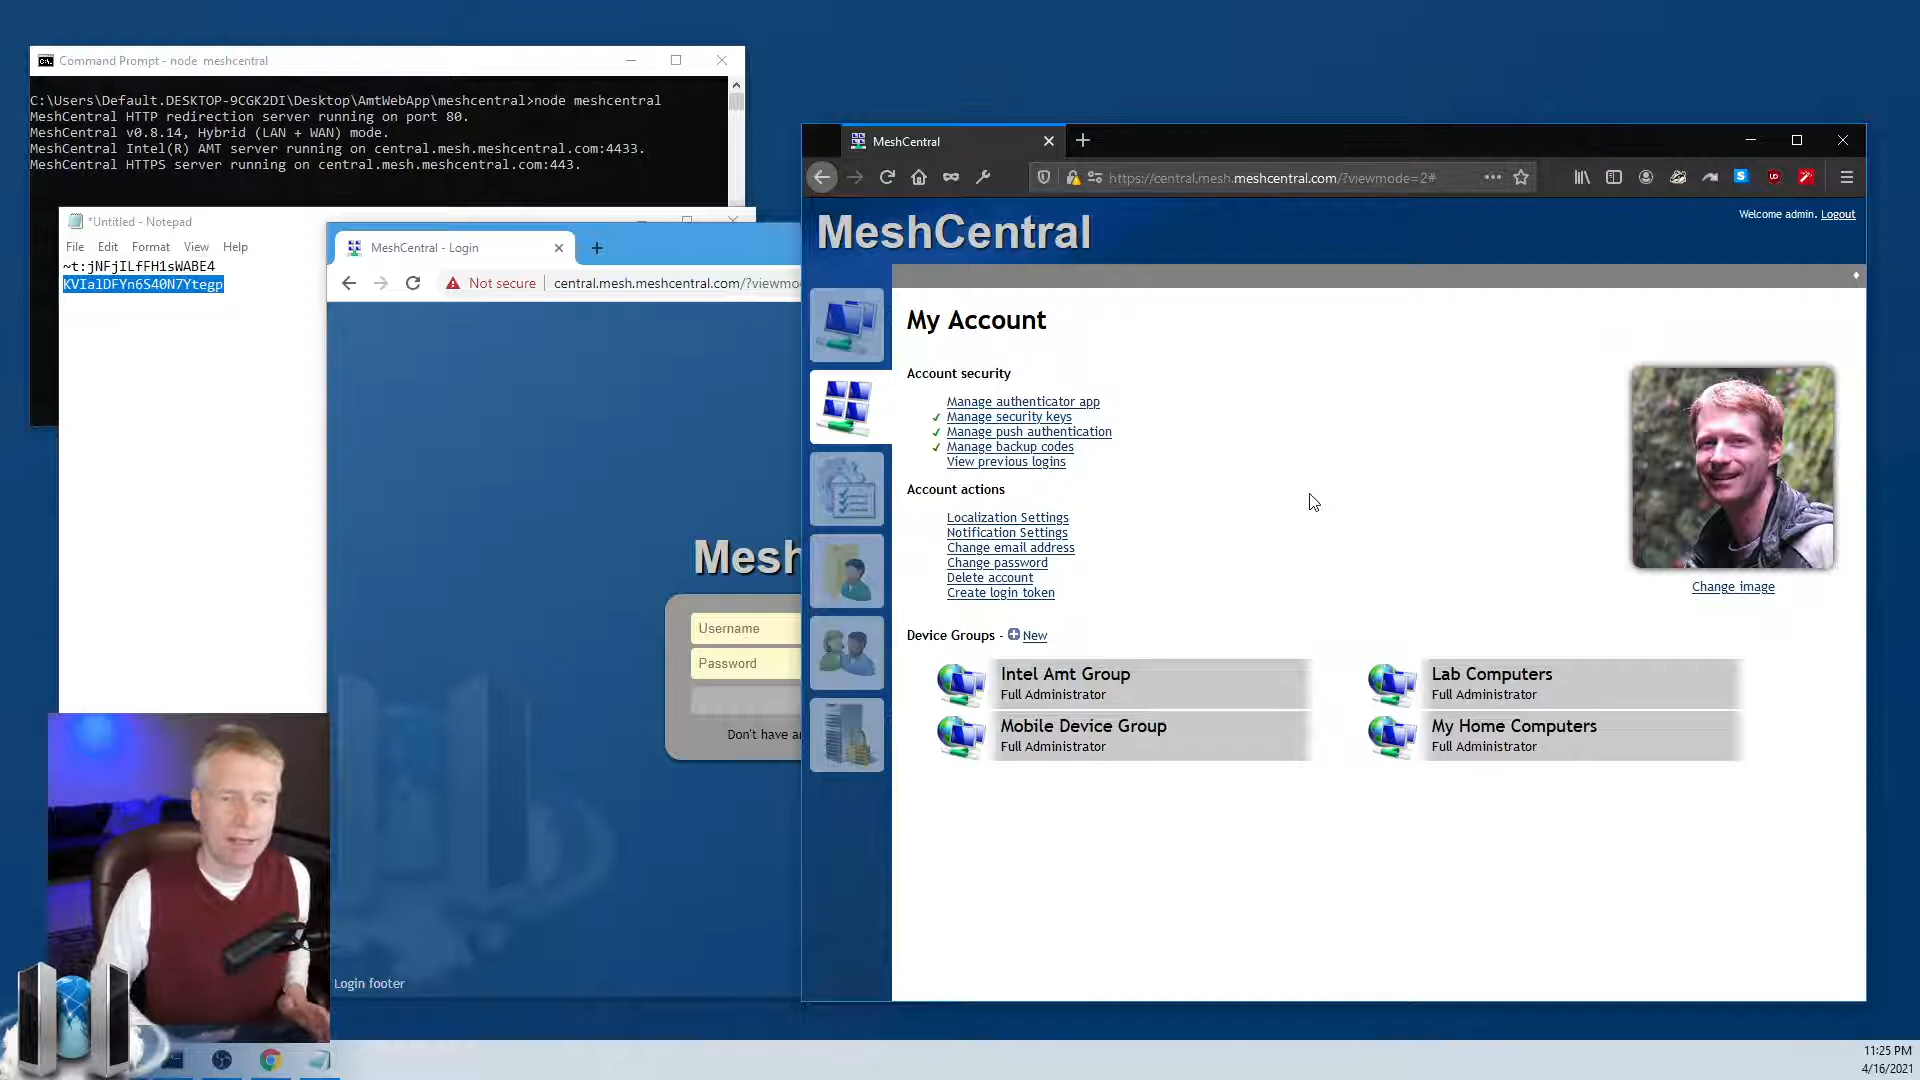 Command Prompt - node  meshcentral
C:\Users\Default.DESKTOP-9CGK2DI\Desktop\AmtWebApp\meshcentral>node meshcentral
MeshCentral HTTP redirection server running on port 80.
MeshCentral v0.8.14, Hybrid (LAN + WAN) mode.
MeshCentral Intel(R) AMT server running on central.mesh.meshcentral.com:4433.
MeshCentral HTTPS server running on central.mesh.meshcentral.com:443.
*Untitled - Notepad
File Edit Format View Help
~t:jNFjILfFH1sWABE4
KVIalDFYn6S40N7Ytegp
MeshCentral - Login
Not secure
central.mesh.meshcentral.com/?viewmo
Mesh
Username
Password
Don't have a
Login footer
MeshCentral
https://central.mesh.meshcentral.com/?viewmode=2#
MeshCentral
Welcome admin. Logout
My Account
Account security
Manage authenticator app
Manage security keys
Manage push authentication
Manage backup codes
View previous logins
Account actions
Localization Settings
Notification Settings
Change email address
Change password
Delete account
Create login token
Change image
Device Groups - New
Intel Amt Group
Full Administrator
Lab Computers
Full Administrator
Mobile Device Group
Full Administrator
My Home Computers
Full Administrator
11:25 PM
4/16/2021